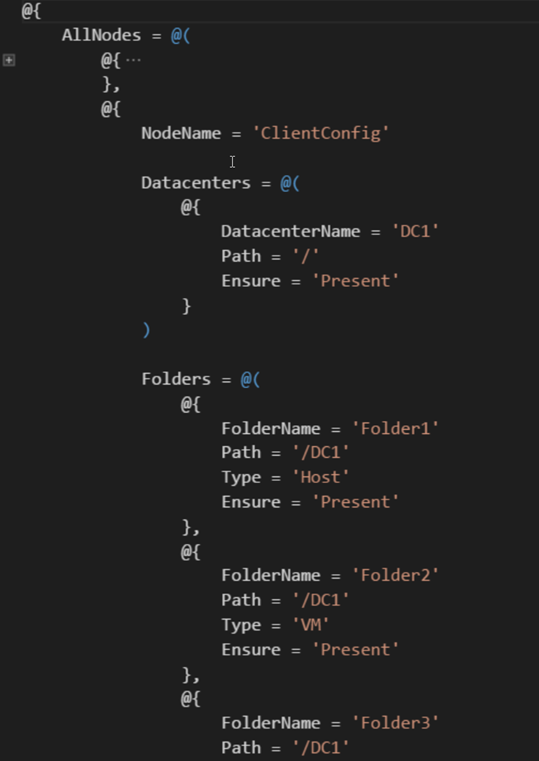 @{
    AllNodes = @(
        @{ ···
        },
        @{
            NodeName = 'ClientConfig'

            Datacenters = @(
                @{
                    DatacenterName = 'DC1'
                    Path = '/'
                    Ensure = 'Present'
                }
            )

            Folders = @(
                @{
                    FolderName = 'Folder1'
                    Path = '/DC1'
                    Type = 'Host'
                    Ensure = 'Present'
                },
                @{
                    FolderName = 'Folder2'
                    Path = '/DC1'
                    Type = 'VM'
                    Ensure = 'Present'
                },
                @{
                    FolderName = 'Folder3'
                    Path = '/DC1'